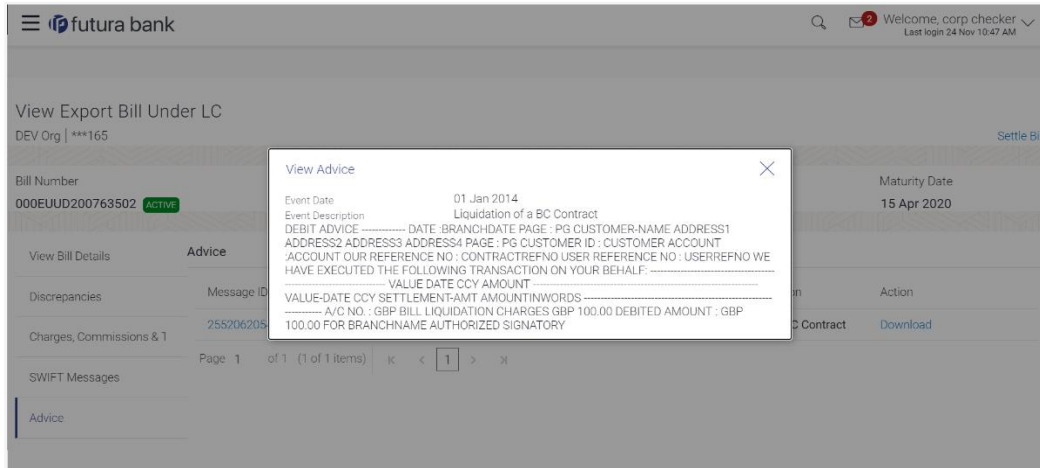 futura bank
2
Welcome, corp checker
Last login 24 Nov 10:47 AM
View Export Bill Under LC
DEV Org | ***165
Settle Bi
Bill Number
000EUUD200763502 ACTIVE
Maturity Date
15 Apr 2020
View Bill Details
Discrepancies
Charges, Commissions & T
SWIFT Messages
Advice
Advice
Message ID
Action
255206205
C Contract
Download
Page 1 of 1 (1 of 1 items) 1
View Advice
Event Date 01 Jan 2014
Event Description Liquidation of a BC Contract
DEBIT ADVICE ------------ DATE :BRANCHDATE PAGE : PG CUSTOMER-NAME ADDRESS1
ADDRESS2 ADDRESS3 ADDRESS4 PAGE : PG CUSTOMER ID : CUSTOMER ACCOUNT
:ACCOUNT OUR REFERENCE NO : CONTRACTREFNO USER REFERENCE NO : USERREFNO WE
HAVE EXECUTED THE FOLLOWING TRANSACTION ON YOUR BEHALF: -----------------------------------
---------------------------- VALUE DATE CCY AMOUNT ---------------------------------------------------------------
VALUE-DATE CCY SETTLEMENT-AMT AMOUNTINWORDS -----------------------------------------------------
---------- A/C NO. : GBP BILL LIQUIDATION CHARGES GBP 100.00 DEBITED AMOUNT : GBP
100.00 FOR BRANCHNAME AUTHORIZED SIGNATORY